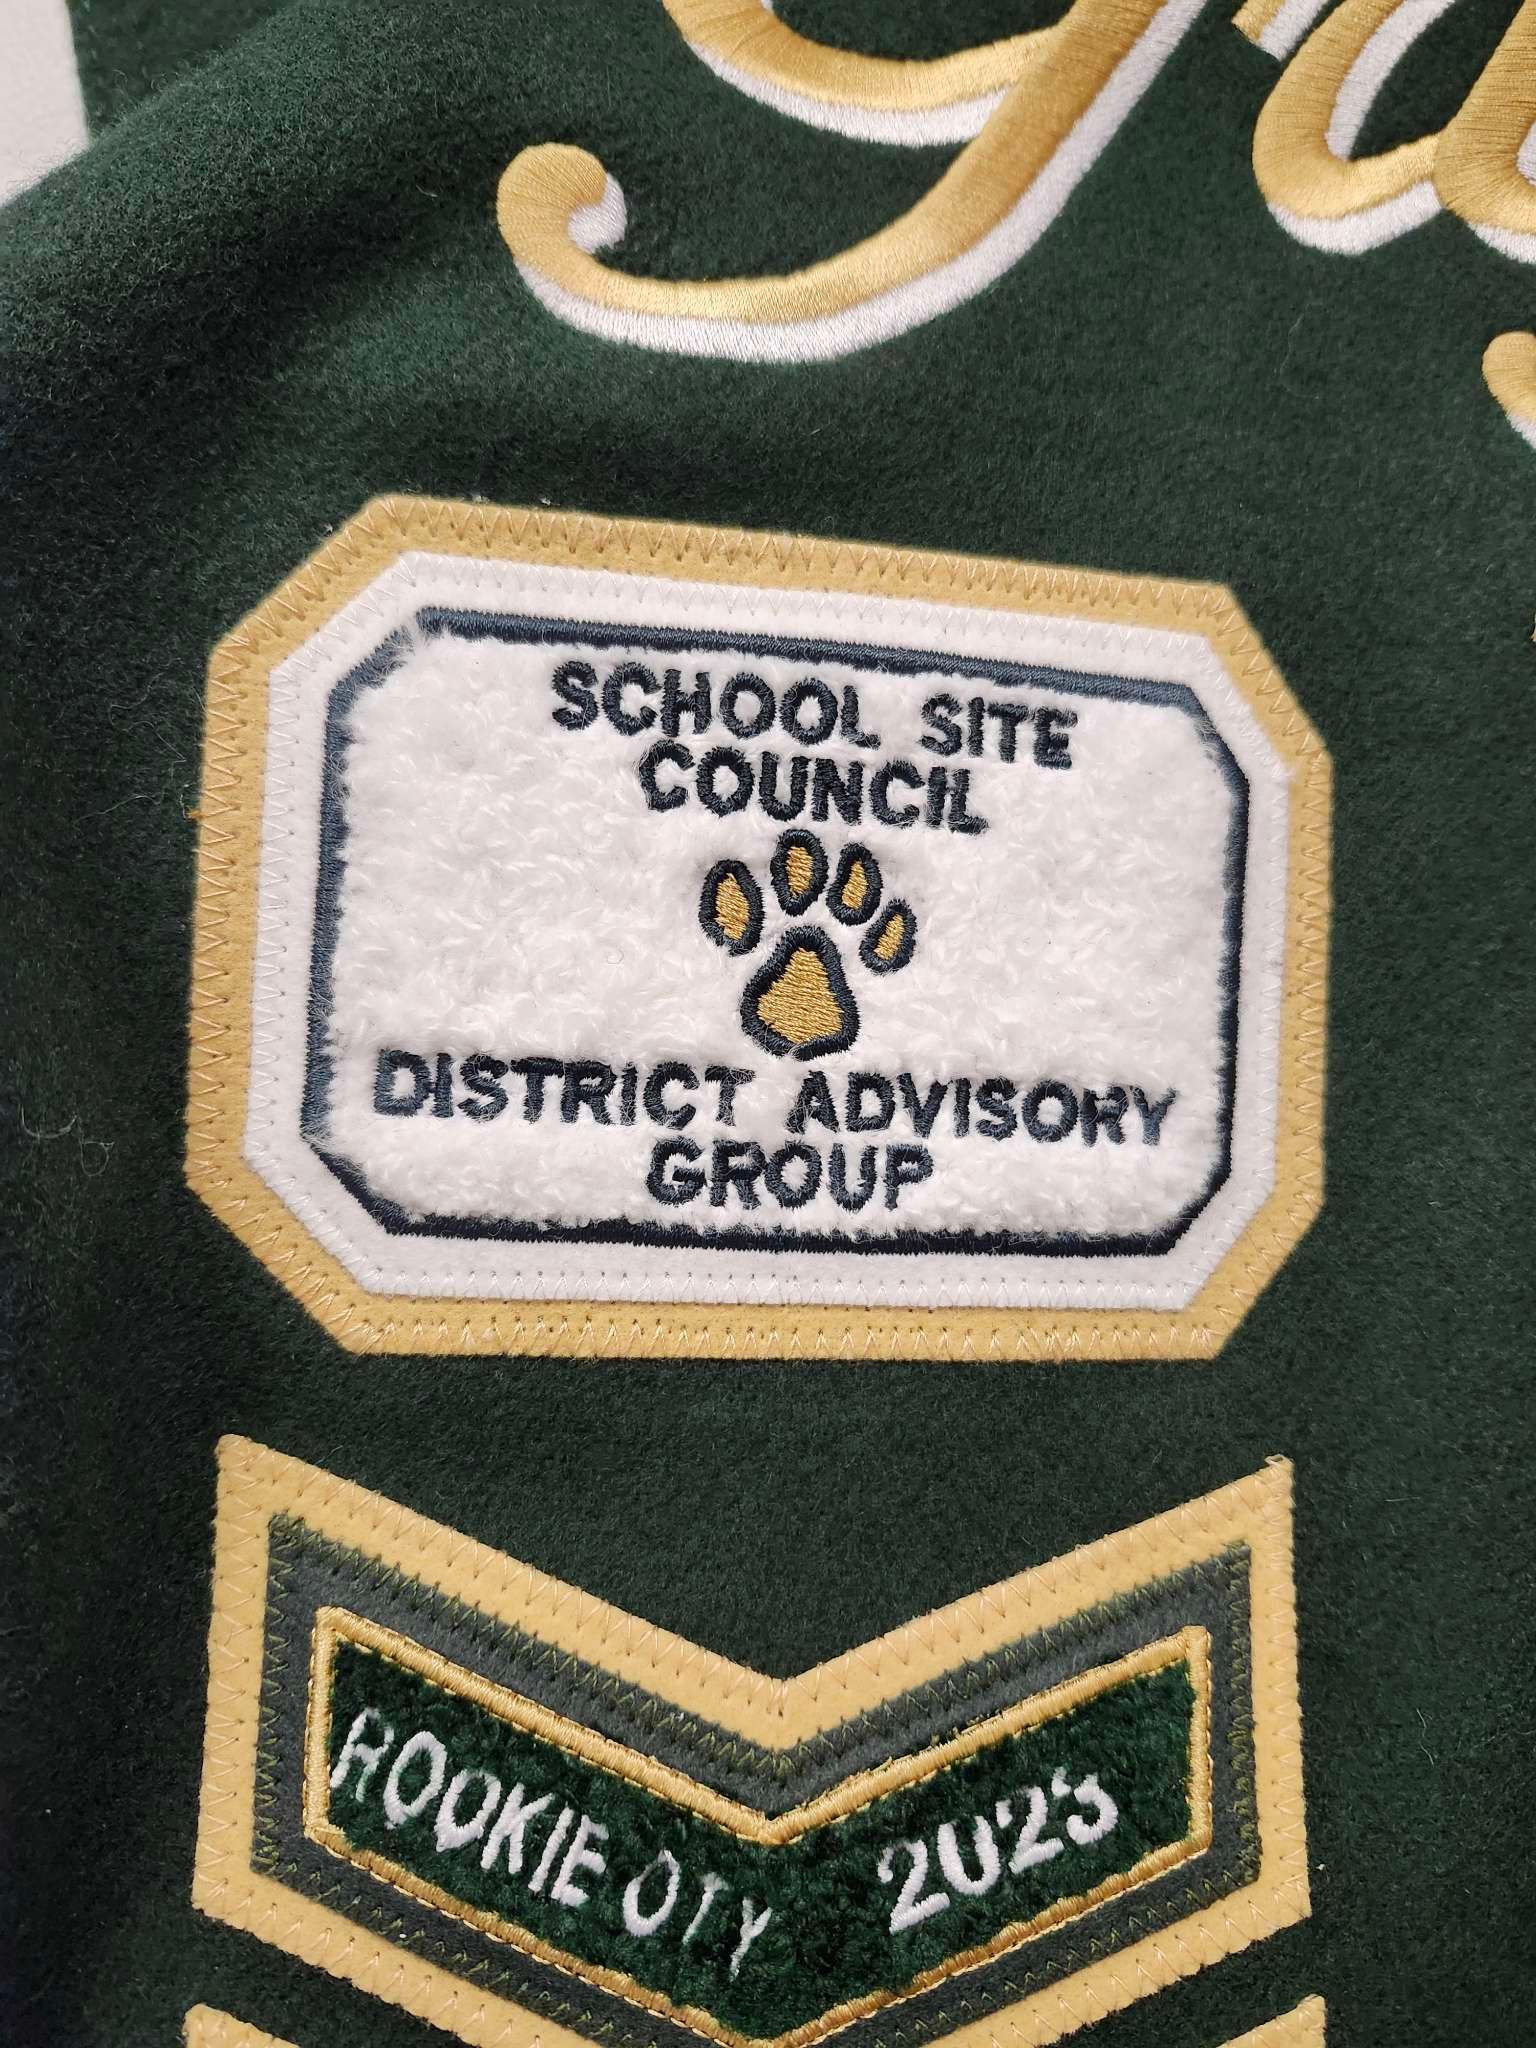 SCHOOL SITE
COUNCIL
DISTRICT ADVISORY
GROUP
ROOKIE OTY 2023